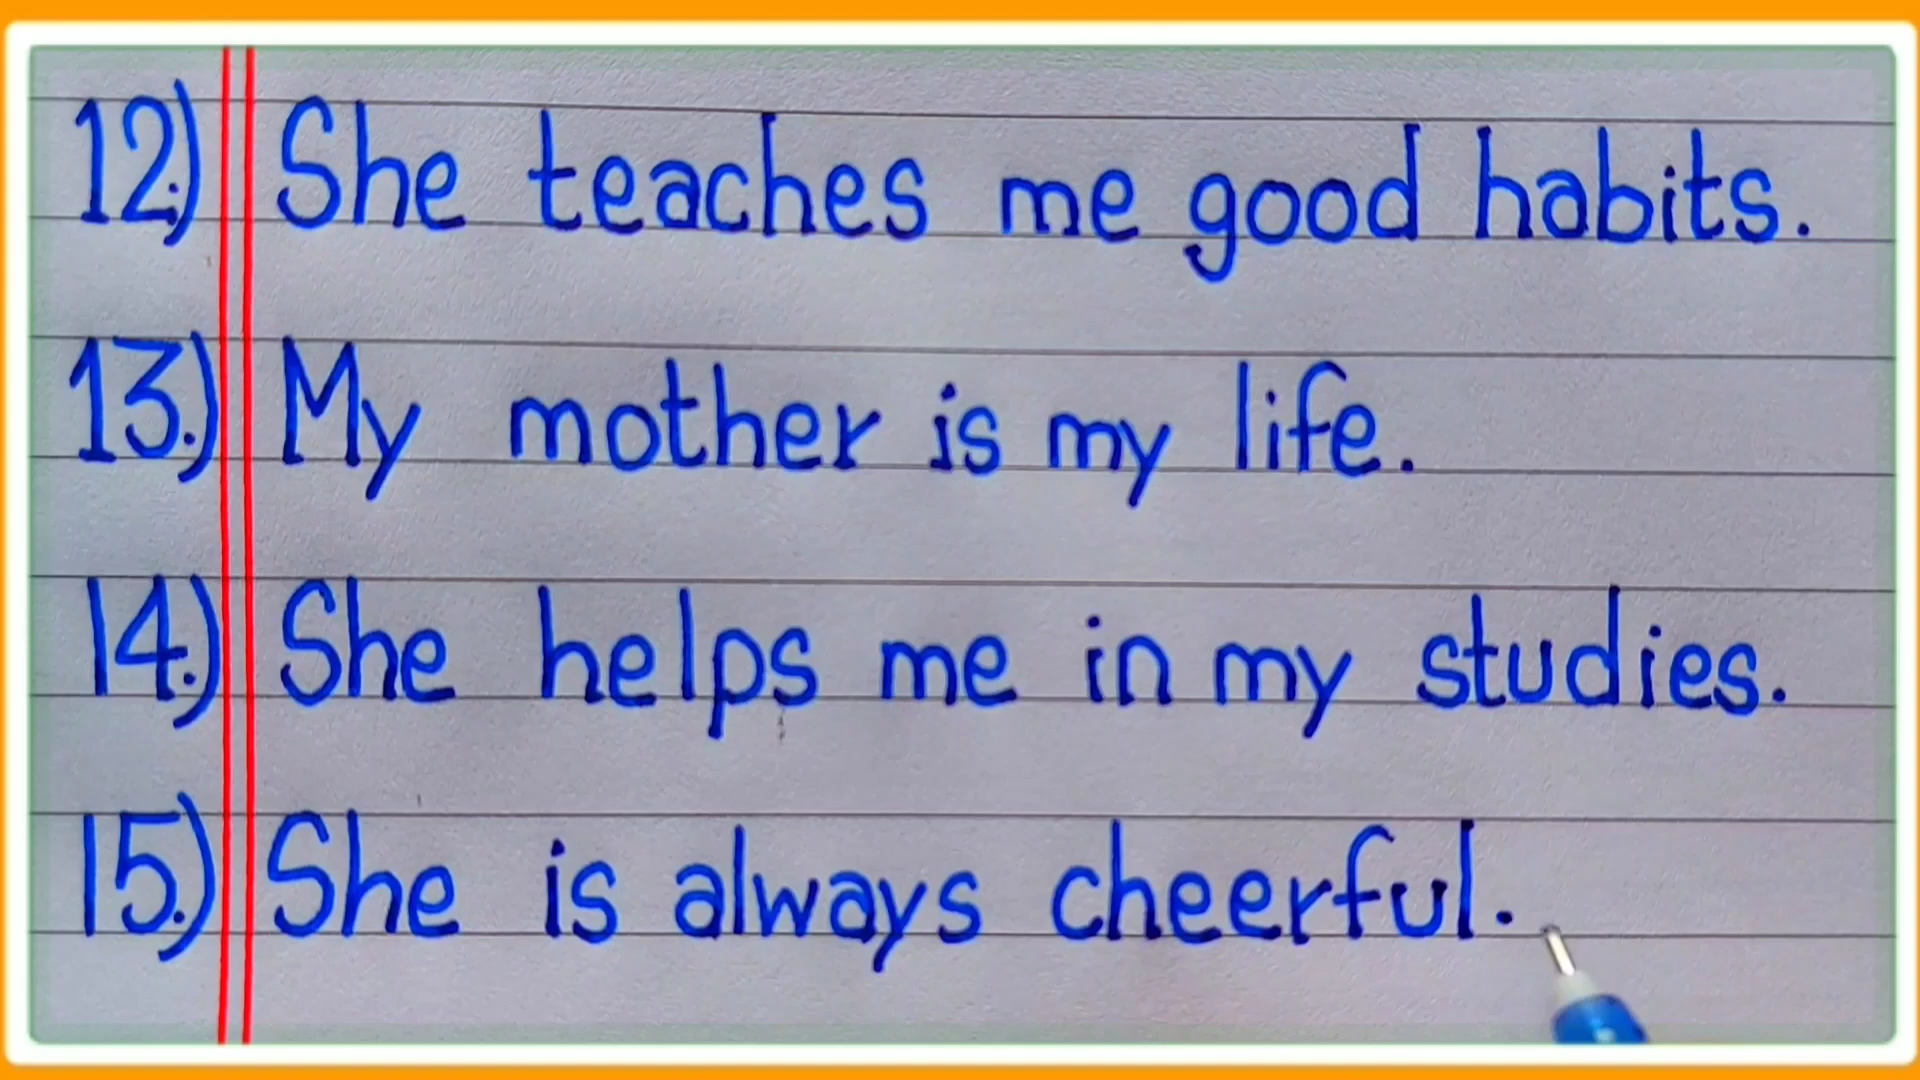 12.) She teaches me good habits.
13.) My mother is my life.
14.) She helps me in my studies.
15.) She is always cheerful.